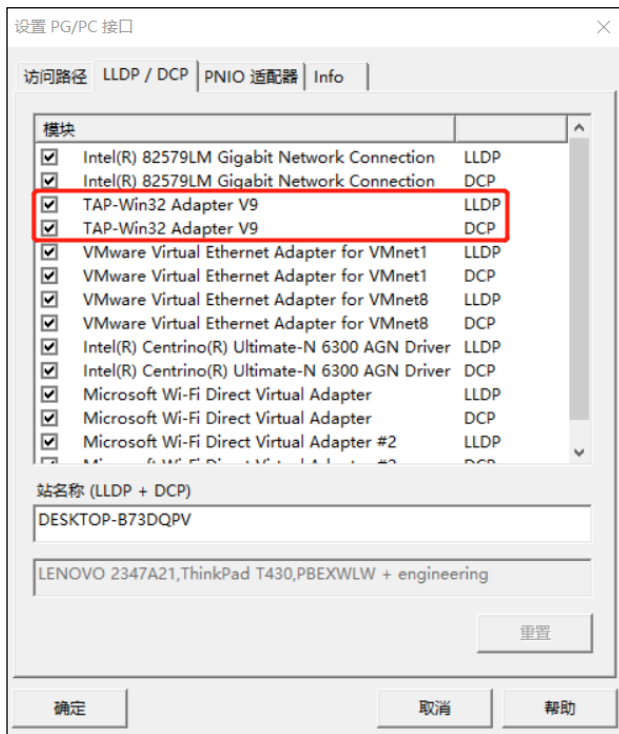 设置 PG/PC 接口
访问路径 LLDP / DCP PNIO 适配器 Info
模块
Intel(R) 82579LM Gigabit Network Connection LLDP
Intel(R) 82579LM Gigabit Network Connection DCP
TAP-Win32 Adapter V9 LLDP
TAP-Win32 Adapter V9 DCP
VMware Virtual Ethernet Adapter for VMnet1 LLDP
VMware Virtual Ethernet Adapter for VMnet1 DCP
VMware Virtual Ethernet Adapter for VMnet8 LLDP
VMware Virtual Ethernet Adapter for VMnet8 DCP
Intel(R) Centrino(R) Ultimate-N 6300 AGN Driver LLDP
Intel(R) Centrino(R) Ultimate-N 6300 AGN Driver DCP
Microsoft Wi-Fi Direct Virtual Adapter LLDP
Microsoft Wi-Fi Direct Virtual Adapter DCP
Microsoft Wi-Fi Direct Virtual Adapter #2 LLDP
站名称 (LLDP + DCP)
DESKTOP-B73DQPV
LENOVO 2347A21,ThinkPad T430,PBEXWLW + engineering
重置
确定 取消 帮助